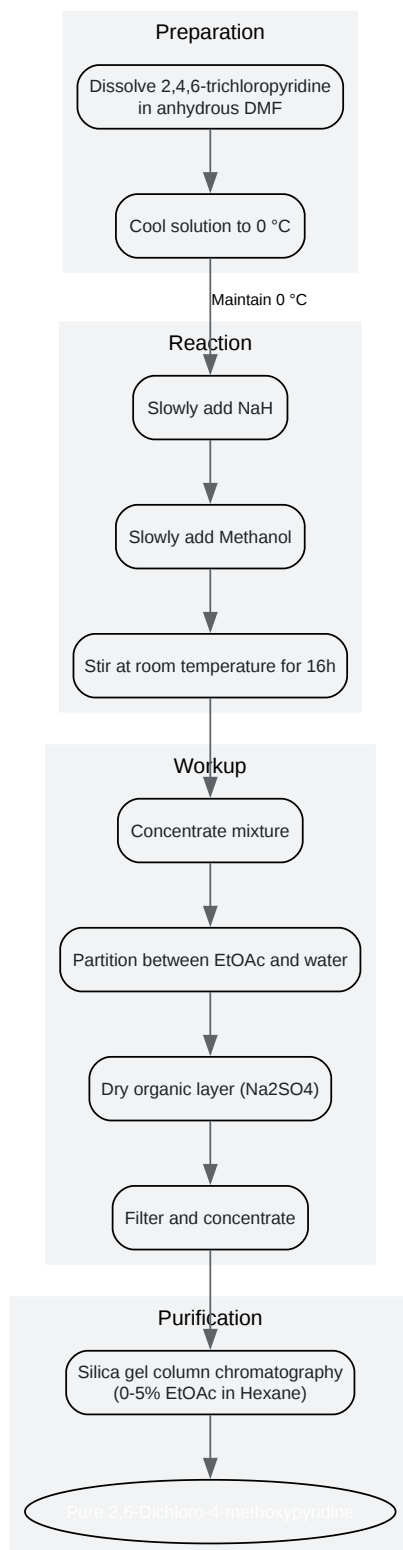 Preparation
Dissolve 2,4,6-trichloropyridine
in anhydrous DMF
Cool solution to 0 °C
Maintain 0 °C
Reaction
Slowly add NaH
Slowly add Methanol
Stir at room temperature for 16h
Workup
Concentrate mixture
Partition between EtOAc and water
Dry organic layer (Na2SO4)
Filter and concentrate
Purification
Silica gel column chromatography
(0-5% EtOAc in Hexane)
Pure 2,6-Dichloro-4-methoxypyridine